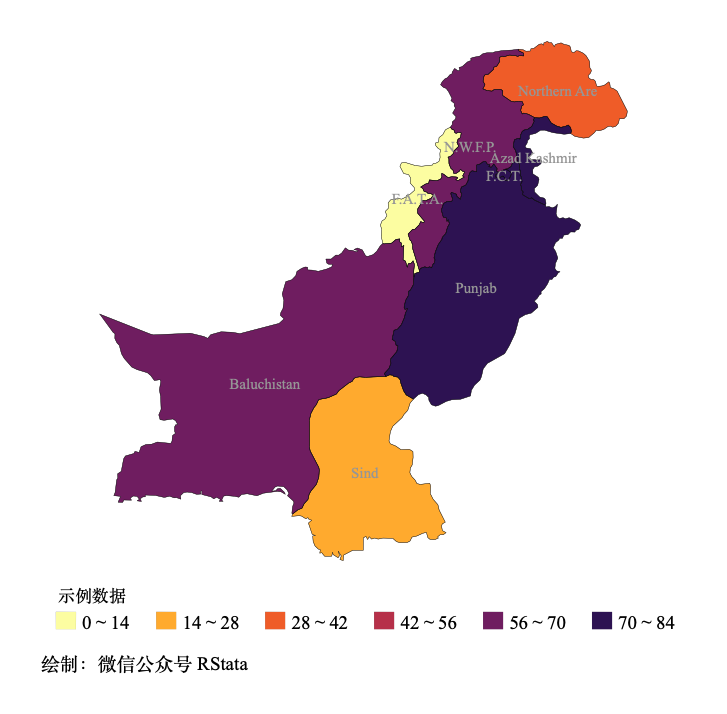 Northern Are
N.W.F.P.
Azad Kashmir
F.C.T.
F.A.T.A.
Punjab
Baluchistan
Sind
示例数据
0 ~ 14 14 ~ 28 28 ~ 42 42 ~ 56 56 ~ 70 70 ~ 84
绘制：微信公众号 RStata